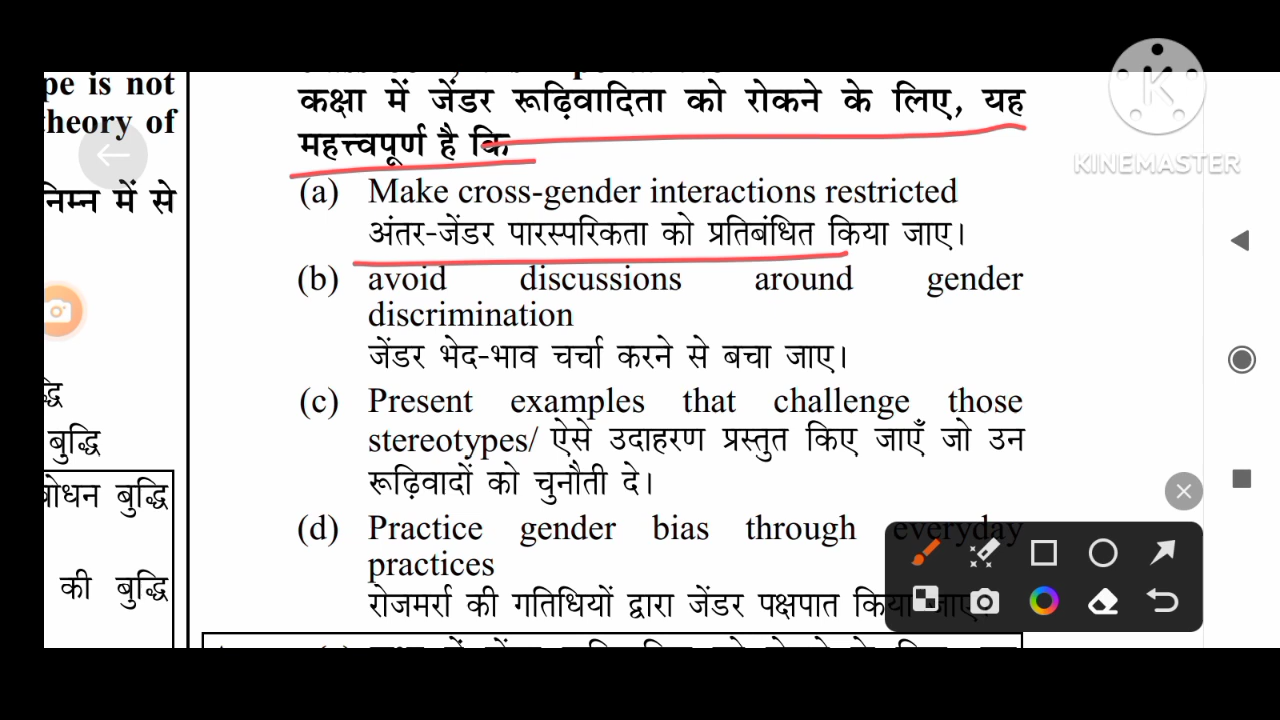 pe is not
theory of
निम्न में से
द्धि
बुद्धि
बोधन बुद्धि
की बुद्धि
कक्षा में जेंडर रूढ़िवादिता को रोकने के लिए, यह
महत्त्वपूर्ण है कि
(a) Make cross-gender interactions restricted
अंतर-जेंडर पारस्परिकता को प्रतिबंधित किया जाए।
(b) avoid discussions around gender
discrimination
जेंडर भेद-भाव चर्चा करने से बचा जाए।
(c) Present examples that challenge those
stereotypes/ ऐसे उदाहरण प्रस्तुत किए जाएँ जो उन
रूढ़िवादों को चुनौती दे।
(d) Practice gender bias through everyday
practices
रोजमर्रा की गतिधियों द्वारा जेंडर पक्षपात किया जाए।
K
KINEMASTER